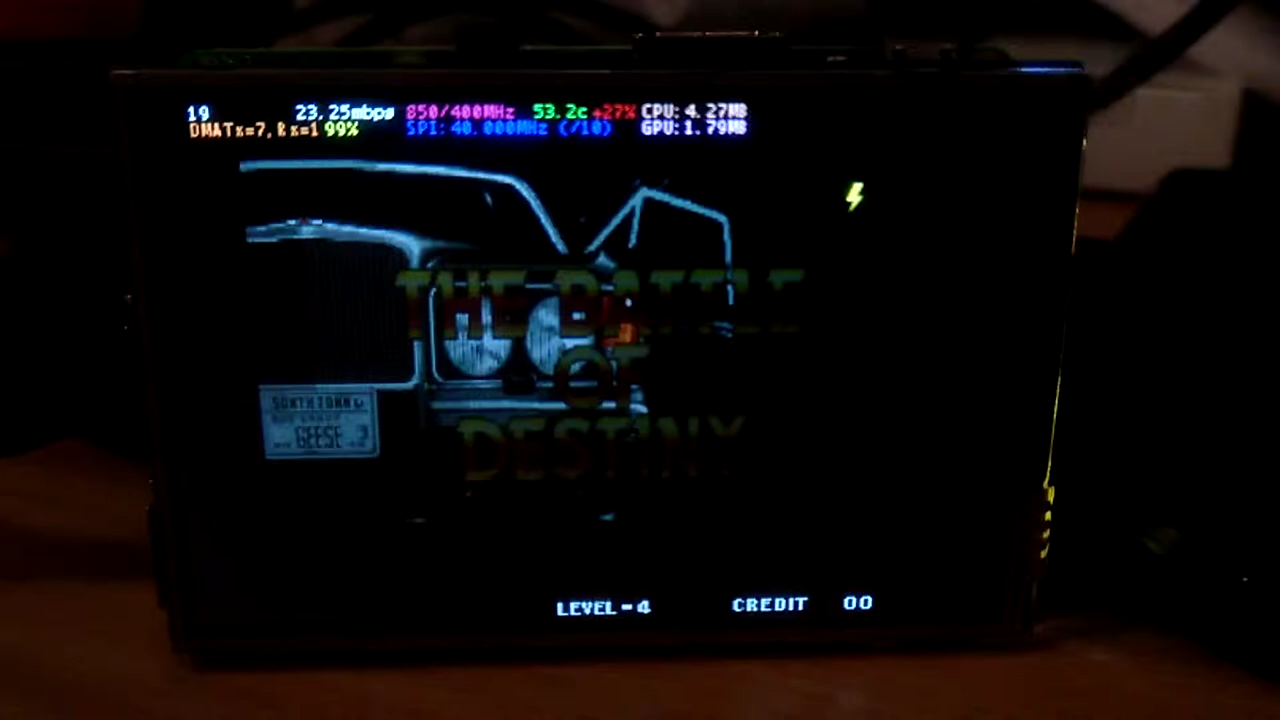 19 23.25mbps 850/400MHz 53.2c +27% CPU: 4.27MB
DMATx=7,Rx=1 99% SPI: 40.000MHz (/10) GPU:1.79MB
THE BATTLE
OF
DESTINY
SOUTHTOWN
GEESE
LEVEL-4 CREDIT 00